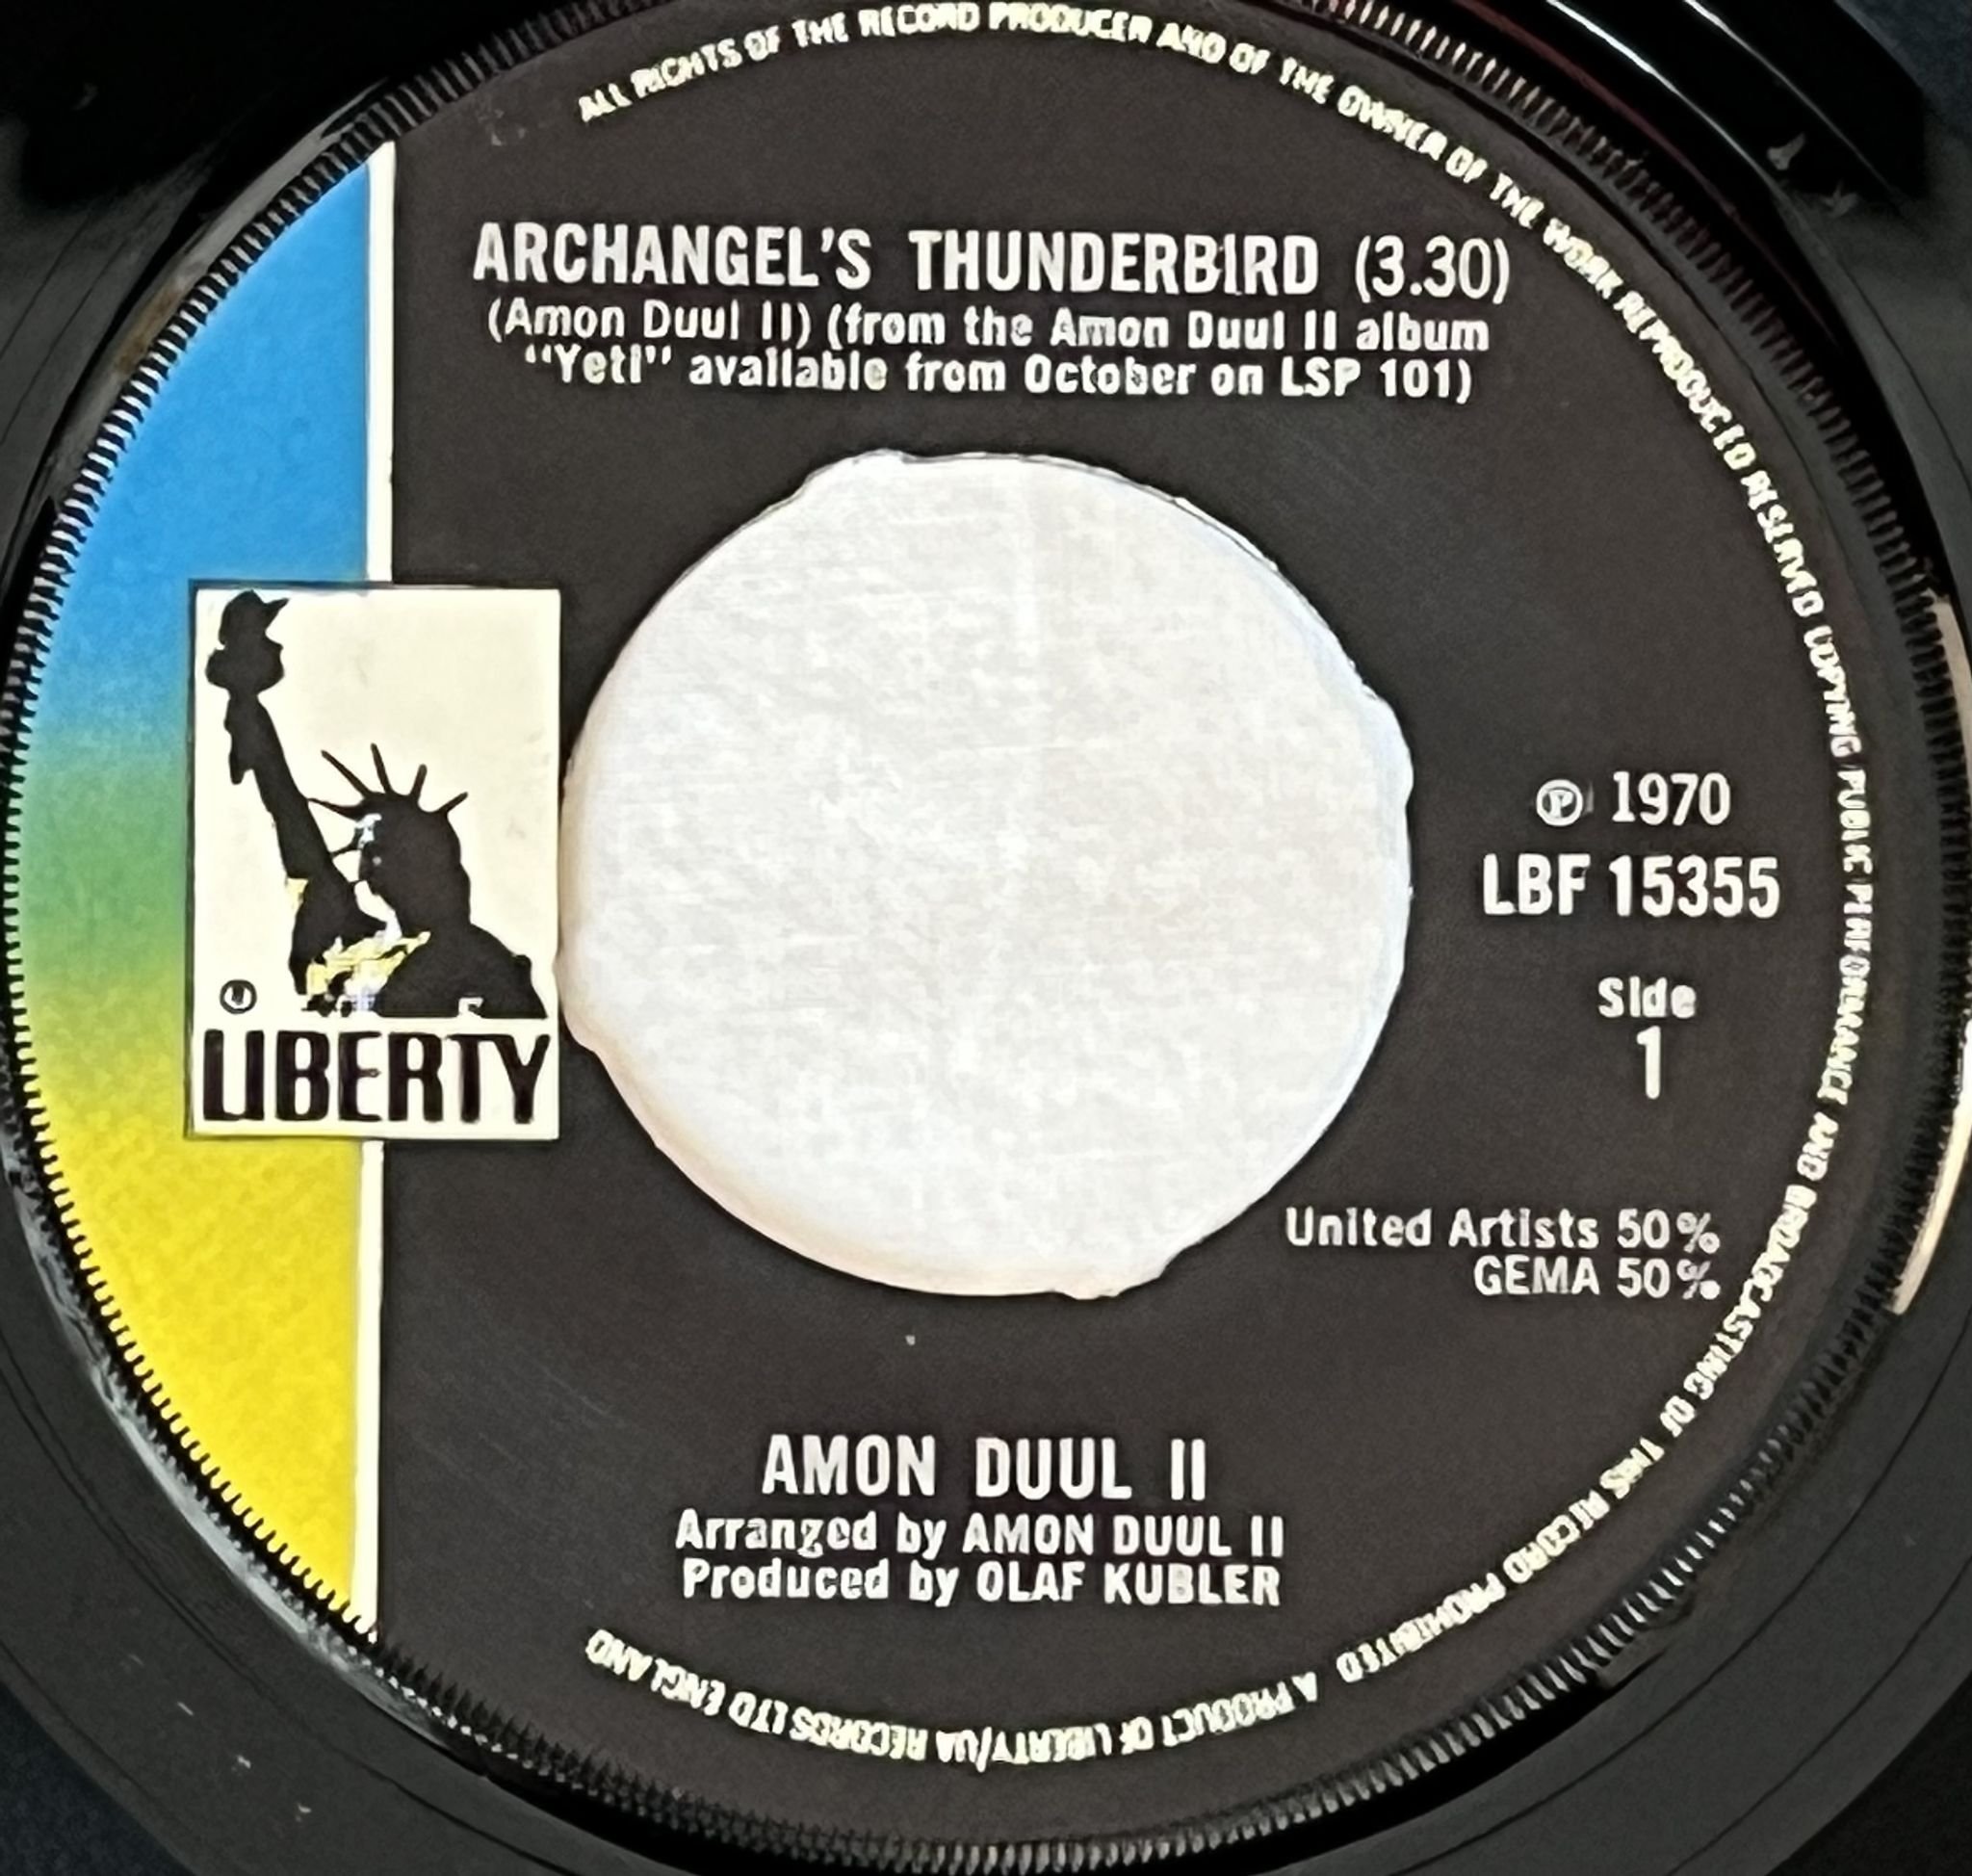 ALL RIGHTS OF THE RECORD PRODUCER AND OF THE OWNER OF THE WORK REPRODUCED RESERVED COPYING PUBLIC PERFORMANCE AND BROADCASTING OF THIS RECORD PROHIBITED A PRODUCT OF LIBERTY/UA RECORDS LTD ENGLAND
ARCHANGEL'S THUNDERBIRD (3.30)
(Amon Duul II) (from the Amon Duul II album
“Yeti” available from October on LSP 101)
LIBERTY
Ⓟ 1970
LBF 15355
Side
1
United Artists 50%
GEMA 50%
AMON DUUL II
Arranged by AMON DUUL II
Produced by OLAF KUBLER